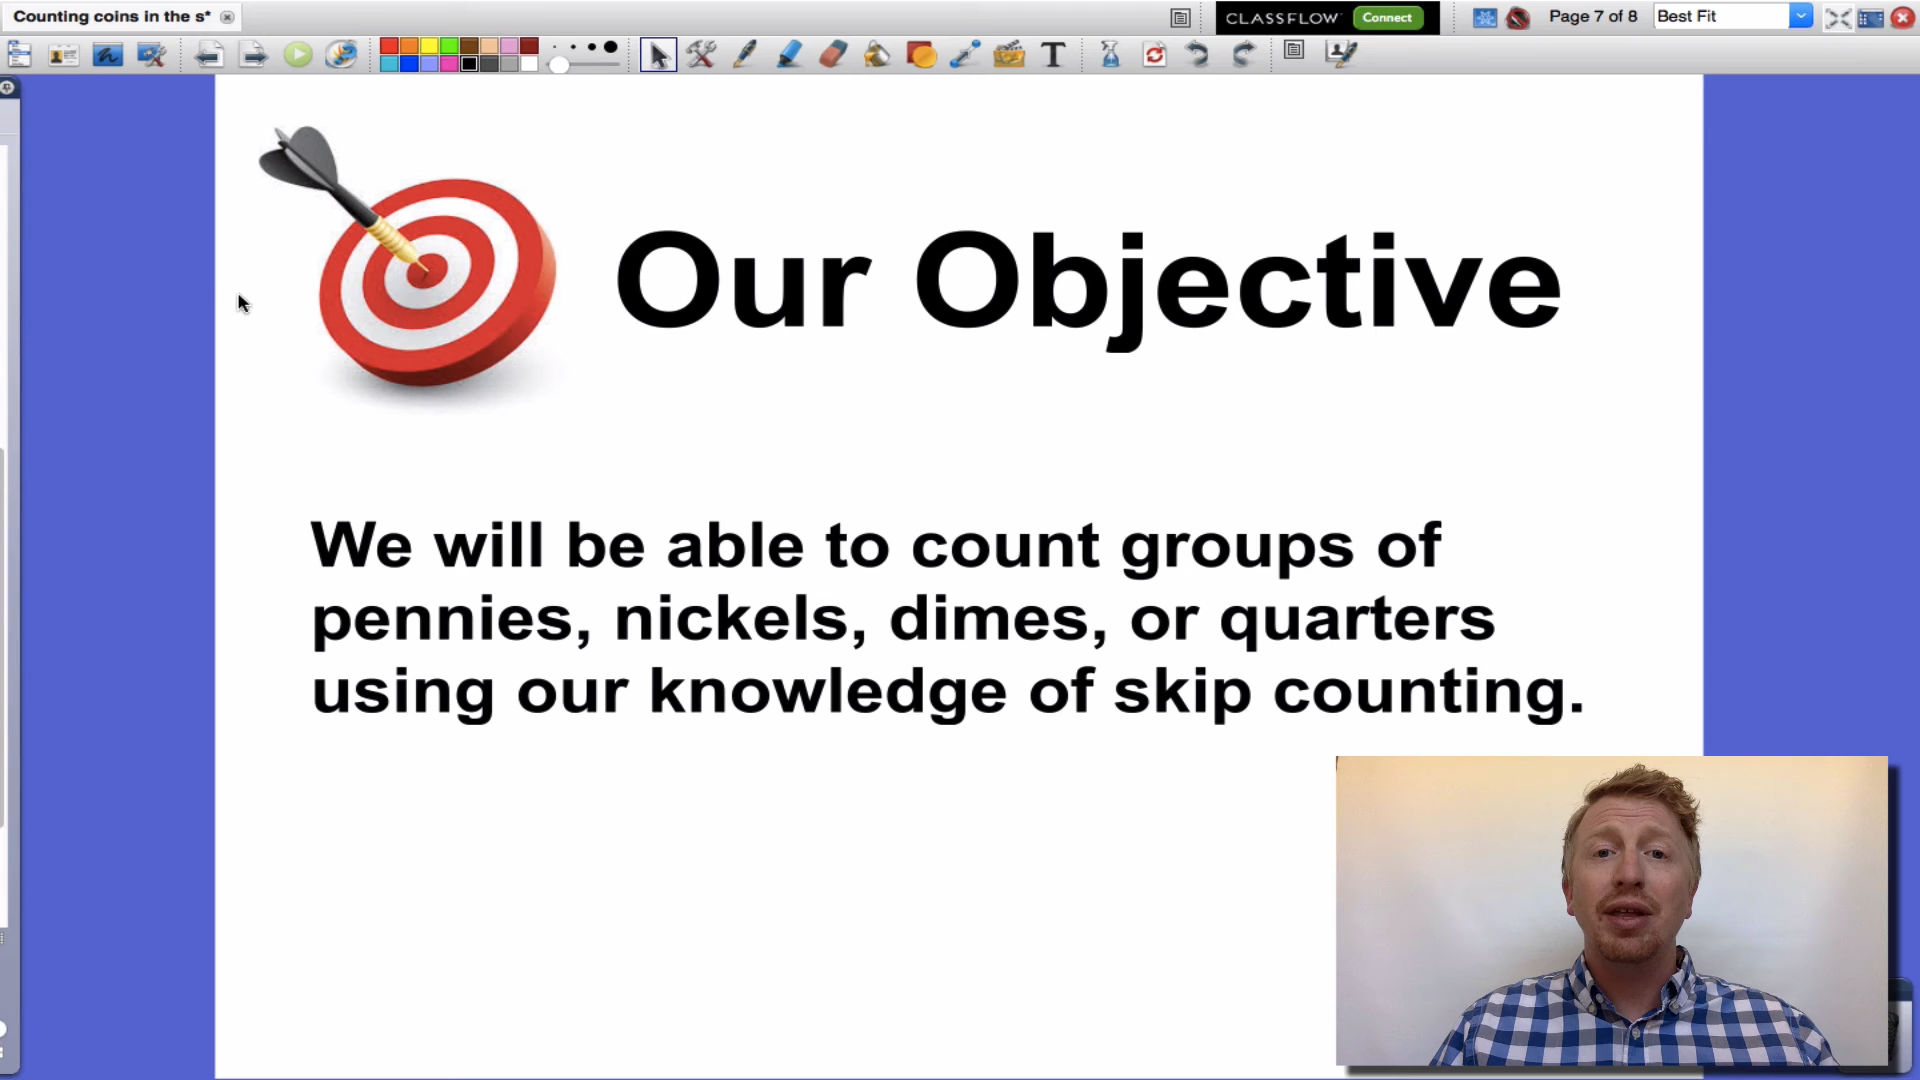 Counting coins in the s*
CLASSFLOW Connect
Page 7 of 8
Best Fit
T
Our Objective
We will be able to count groups of
pennies, nickels, dimes, or quarters
using our knowledge of skip counting.